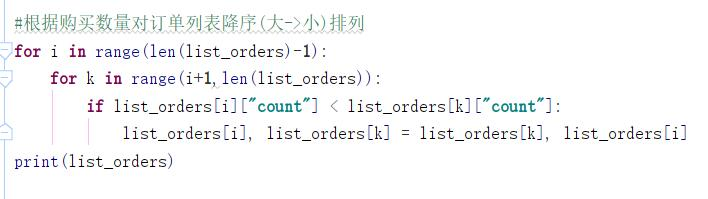 #根据购买数量对订单列表降序(大->小)排列
for i in range(len(list_orders)-1):
    for k in range(i+1,len(list_orders)):
        if list_orders[i]["count"] < list_orders[k]["count"]:
            list_orders[i], list_orders[k] = list_orders[k], list_orders[i]
print(list_orders)